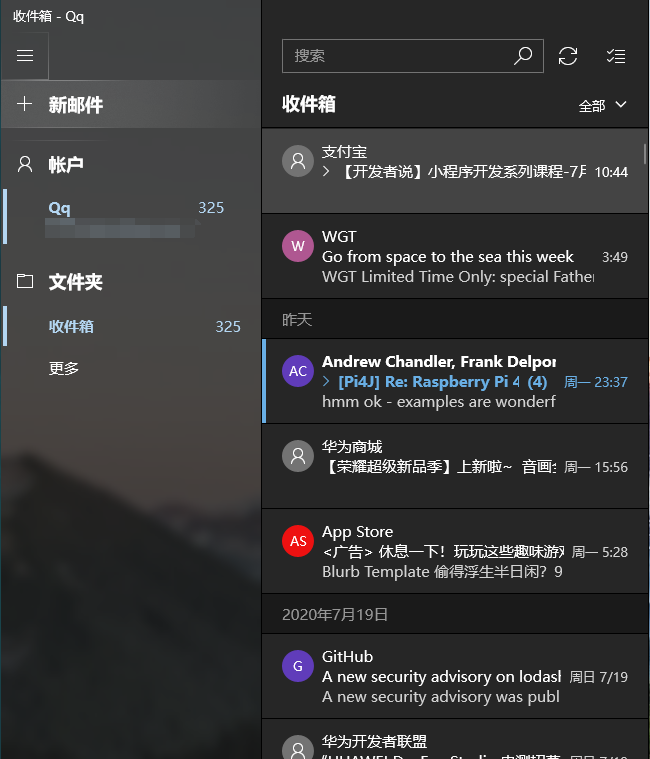 收件箱 - Qq
新邮件
帐户
Qq 325
文件夹
收件箱 325
更多
搜索
收件箱 全部
支付宝
【开发者说】小程序开发系列课程-7月 10:44
W
WGT
Go from space to the sea this week 3:49
WGT Limited Time Only: special Father
昨天
AC
Andrew Chandler, Frank Delpor
[Pi4J] Re: Raspberry Pi 4 (4) 周一 23:37
hmm ok - examples are wonderf
华为商城
【荣耀超级新品季】上新啦~ 音画全 周一 15:56
AS
App Store
<广告> 休息一下！玩玩这些趣味游戏 周一 5:28
Blurb Template 偷得浮生半日闲？9
2020年7月19日
G
GitHub
A new security advisory on lodash 周日 7/19
A new security advisory was publ
华为开发者联盟